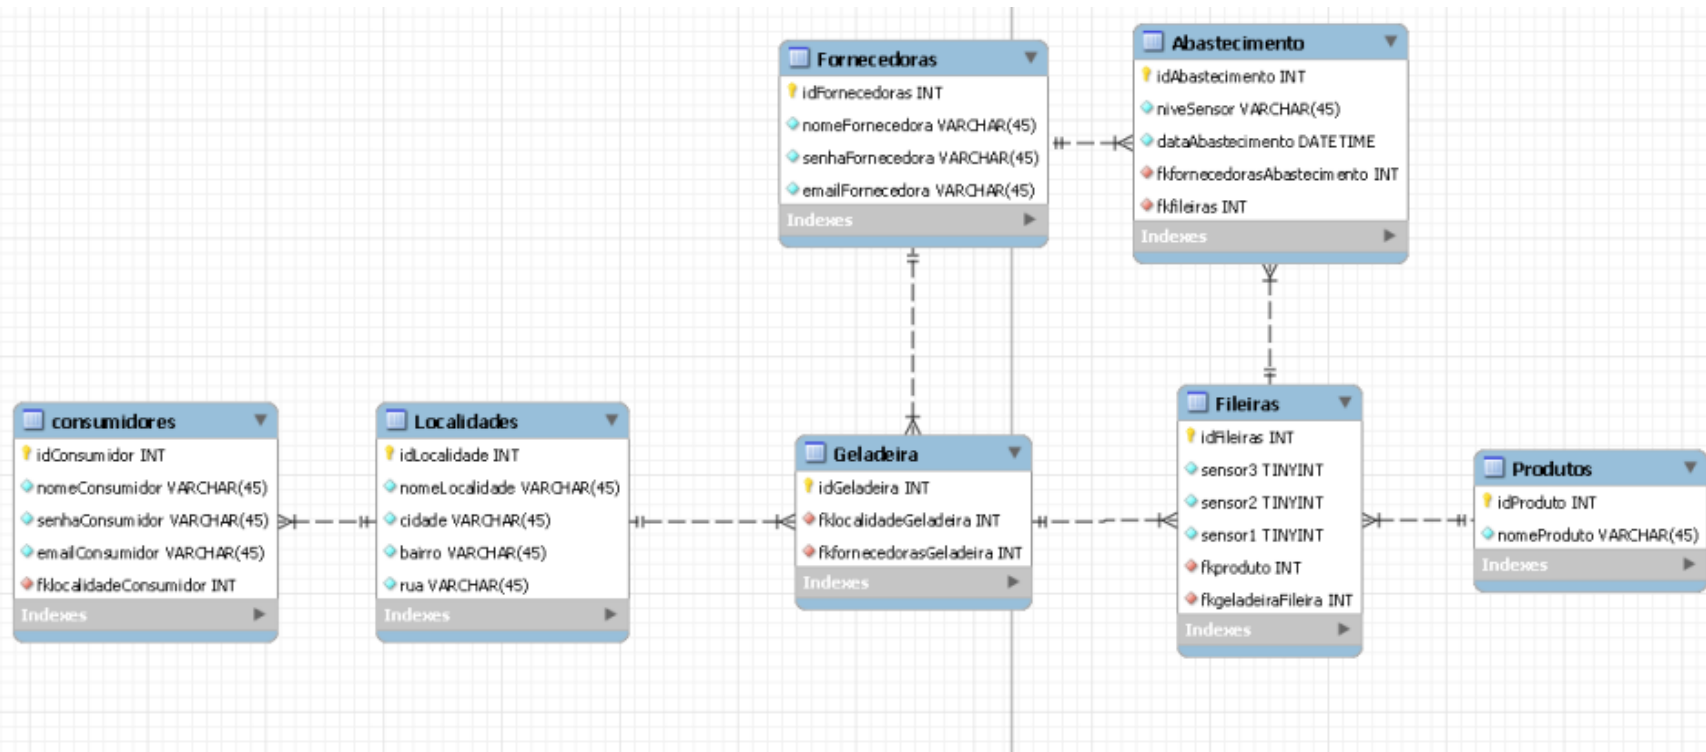 Fornecedoras
idFornecedoras INT
nomeFornecedora VARCHAR(45)
senhaFornecedora VARCHAR(45)
emailFornecedora VARCHAR(45)
Indexes
Abastecimento
idAbastecimento INT
niveSensor VARCHAR(45)
dataAbastecimento DATETIME
fkfornecedorasAbastecimento INT
fkfileiras INT
Indexes
consumidores
idConsumidor INT
nomeConsumidor VARCHAR(45)
senhaConsumidor VARCHAR(45)
emailConsumidor VARCHAR(45)
fklocalidadeConsumidor INT
Indexes
Localidades
idLocalidade INT
nomeLocalidade VARCHAR(45)
cidade VARCHAR(45)
bairro VARCHAR(45)
rua VARCHAR(45)
Indexes
Geladeira
idGeladeira INT
fklocalidadeGeladeira INT
fkfornecedorasGeladeira INT
Indexes
Fileiras
idFileiras INT
sensor3 TINYINT
sensor2 TINYINT
sensor1 TINYINT
fkproduto INT
fkgeladeiraFileira INT
Indexes
Produtos
idProduto INT
nomeProduto VARCHAR(45)
Indexes